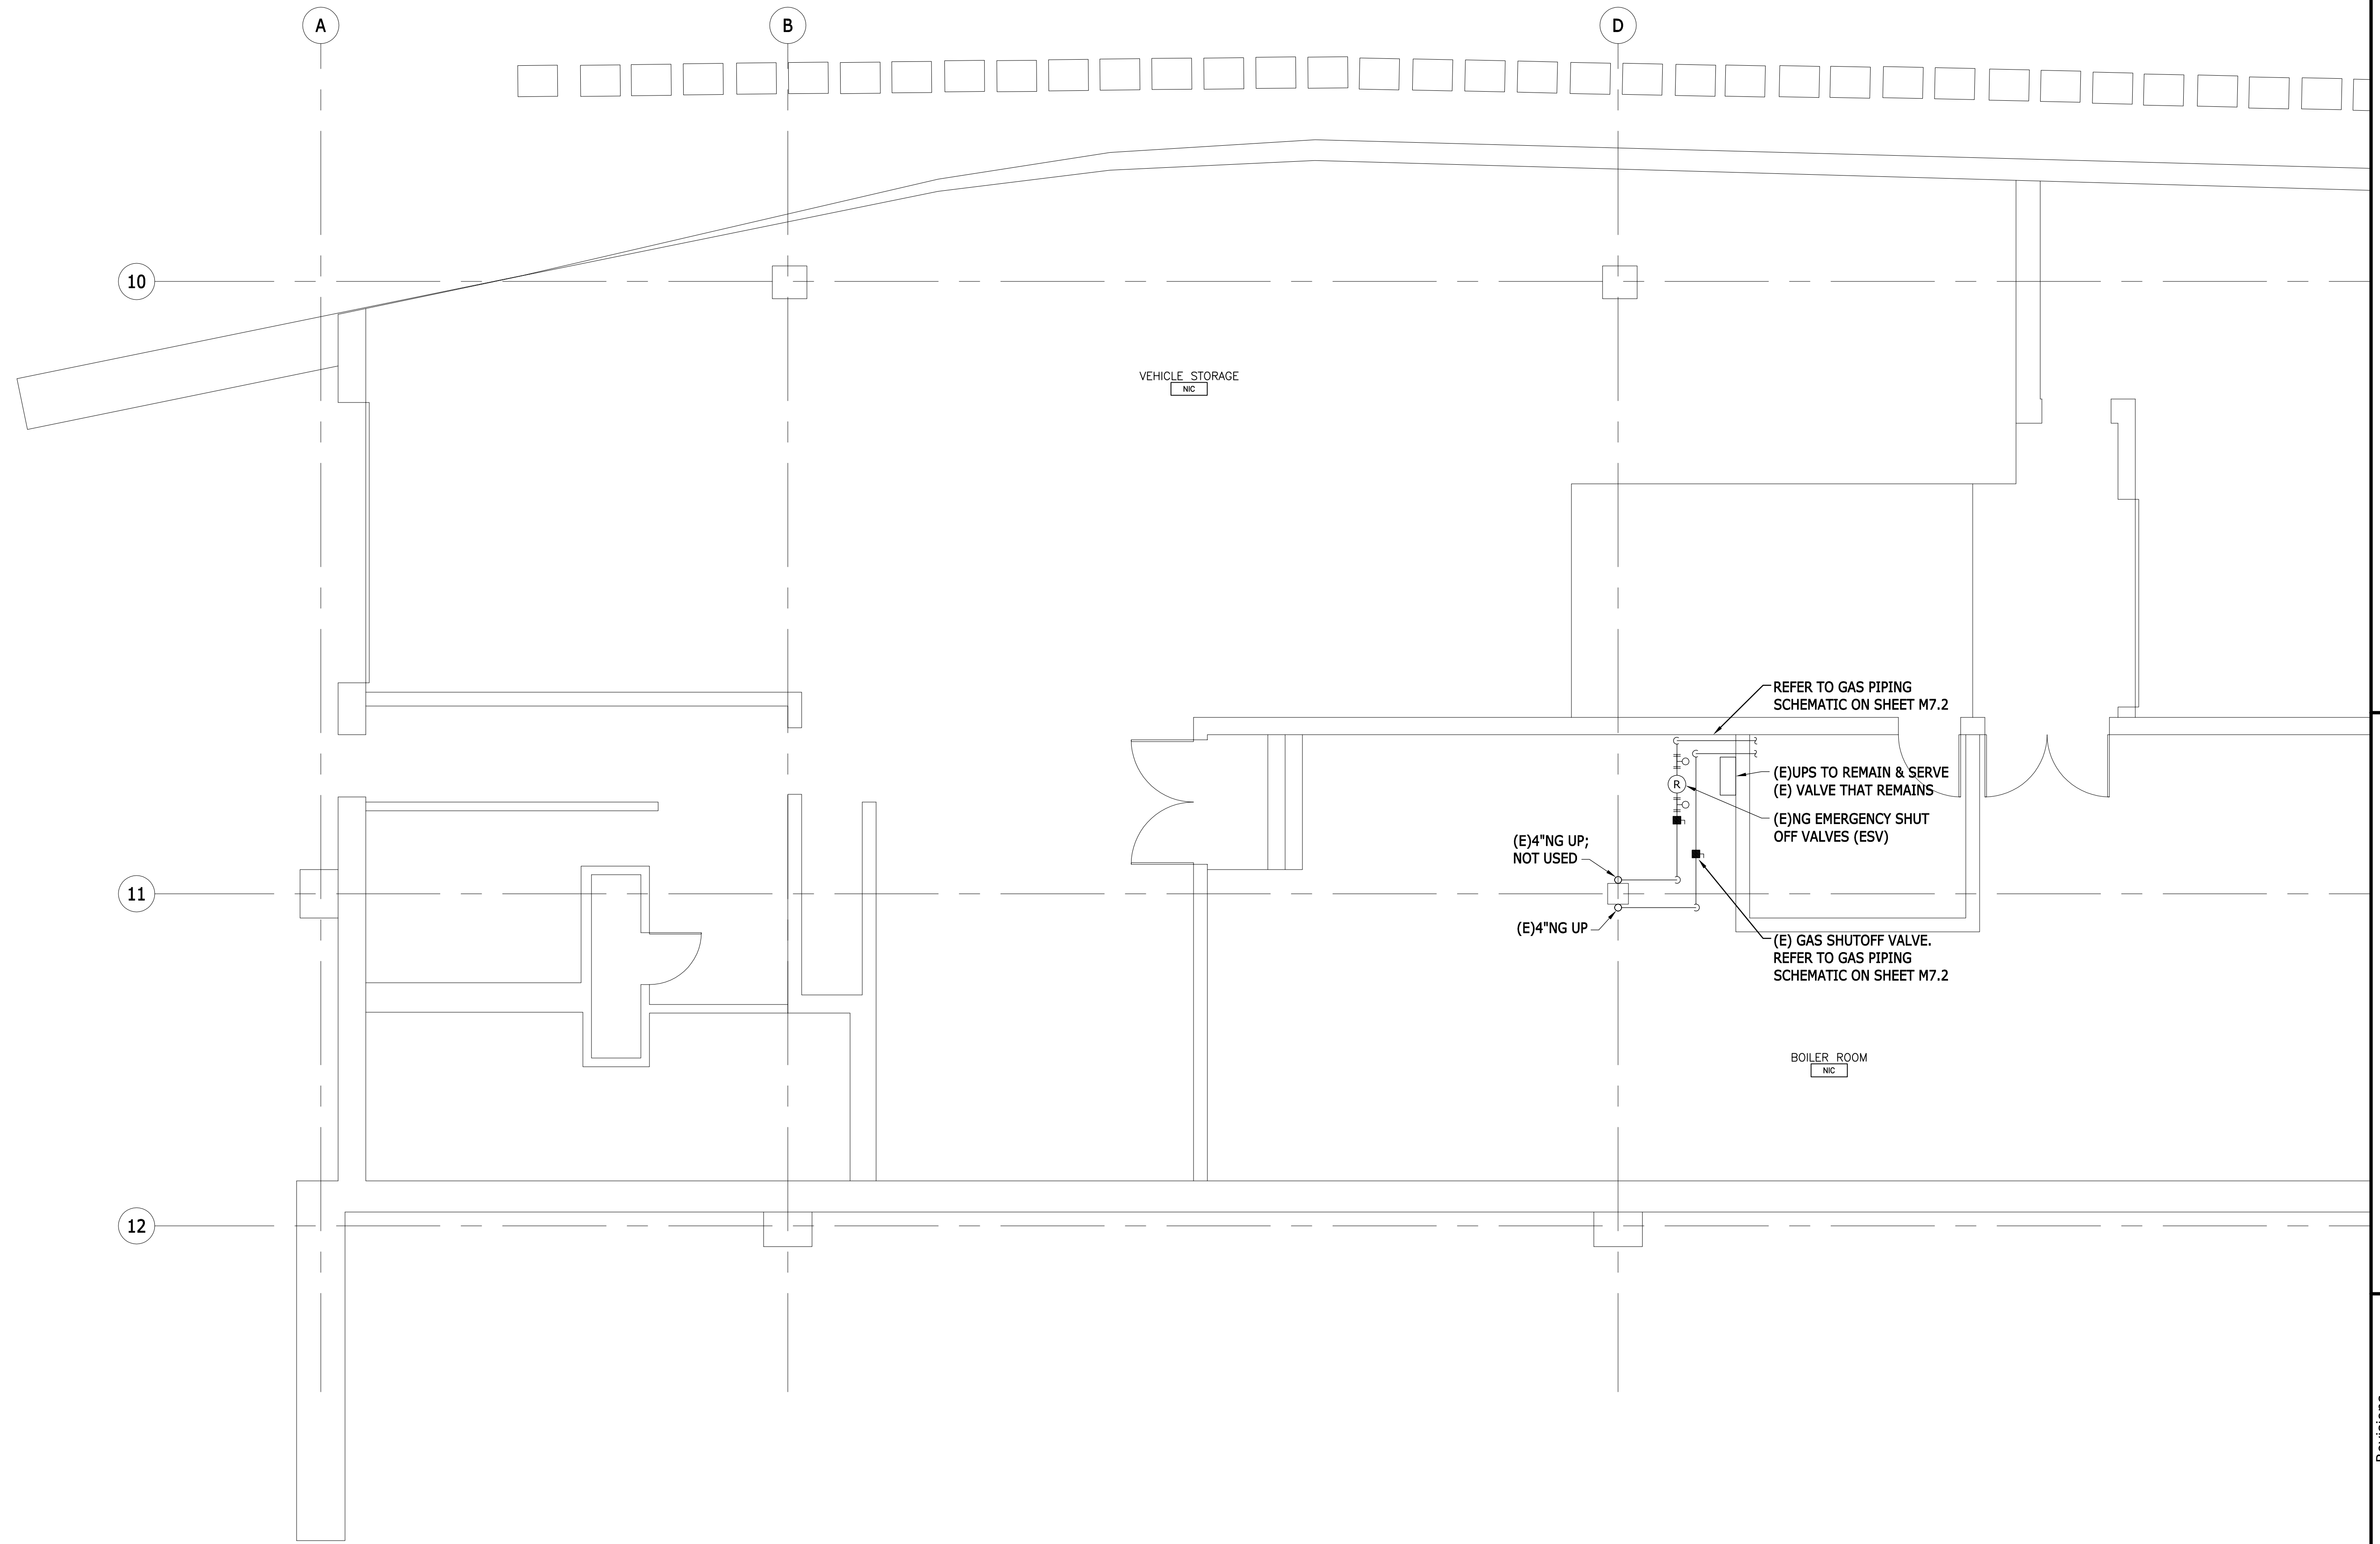 A
B
D
10
VEHICLE STORAGE
NIC
REFER TO GAS PIPING
SCHEMATIC ON SHEET M7.2
(E)UPS TO REMAIN & SERVE
(E) VALVE THAT REMAINS
R
(E)NG EMERGENCY SHUT
OFF VALVES (ESV)
(E)4"NG UP;
NOT USED
11
(E)4"NG UP
(E) GAS SHUTOFF VALVE.
REFER TO GAS PIPING
SCHEMATIC ON SHEET M7.2
BOILER ROOM
NIC
12
Revisions